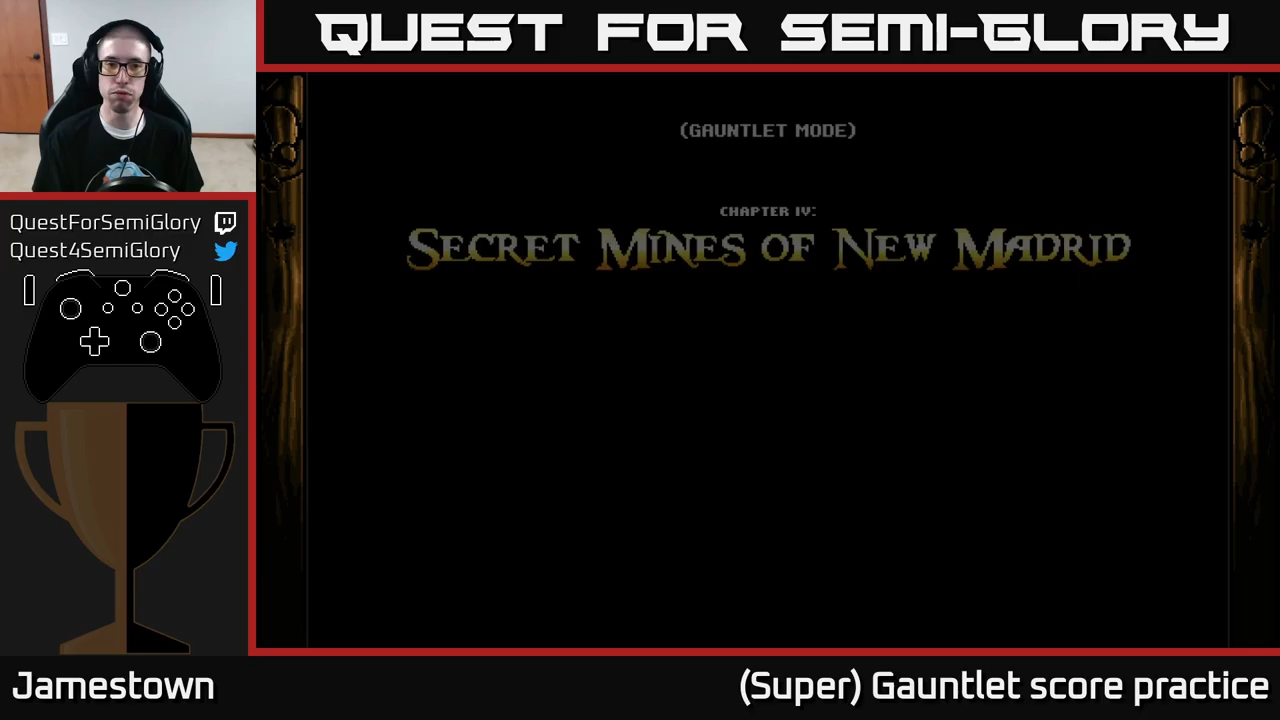 QUEST FOR SEMI-GLORY
(GAUNTLET MODE)
CHAPTER IV:
SECRET MINES OF NEW MADRID
QuestForSemiGlory
Quest4SemiGlory
Jamestown
(Super) Gauntlet score practice